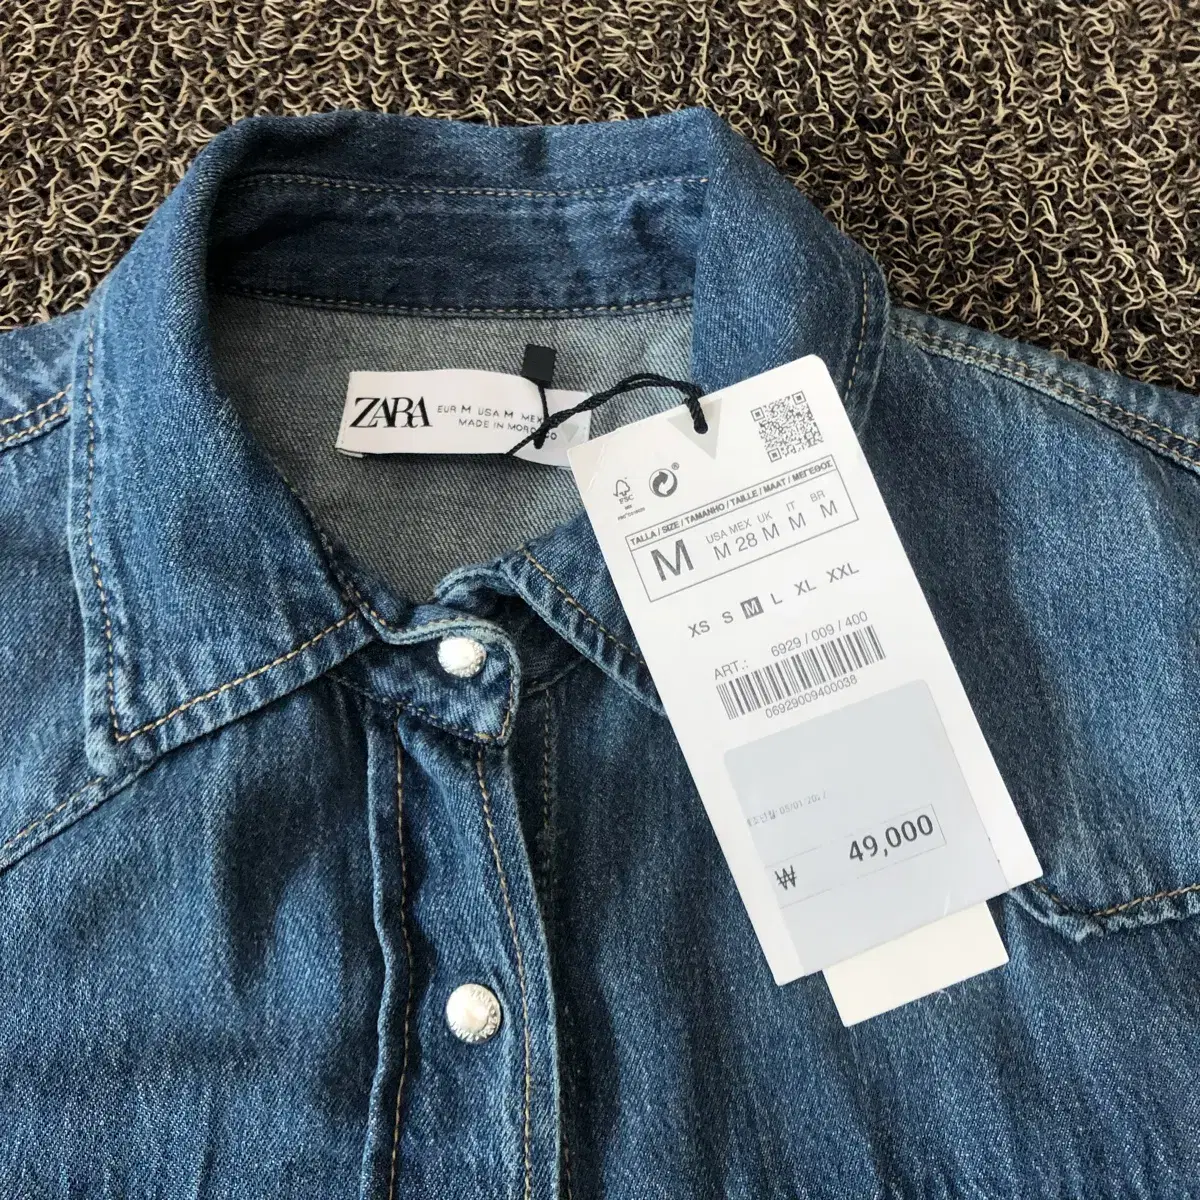 ZARA
EUR M USA M MEX
MADE IN MOROCCO
FSC
TALLA / SIZE / TAMANHO / TAILLE / MAAT / ΜΕΓΕΘΟΣ
M
USA MEX UK IT BR
M 28 M M M
XS S M L XL XXL
ART.: 6929 / 009 / 400
06929009400038
₩ 49,000